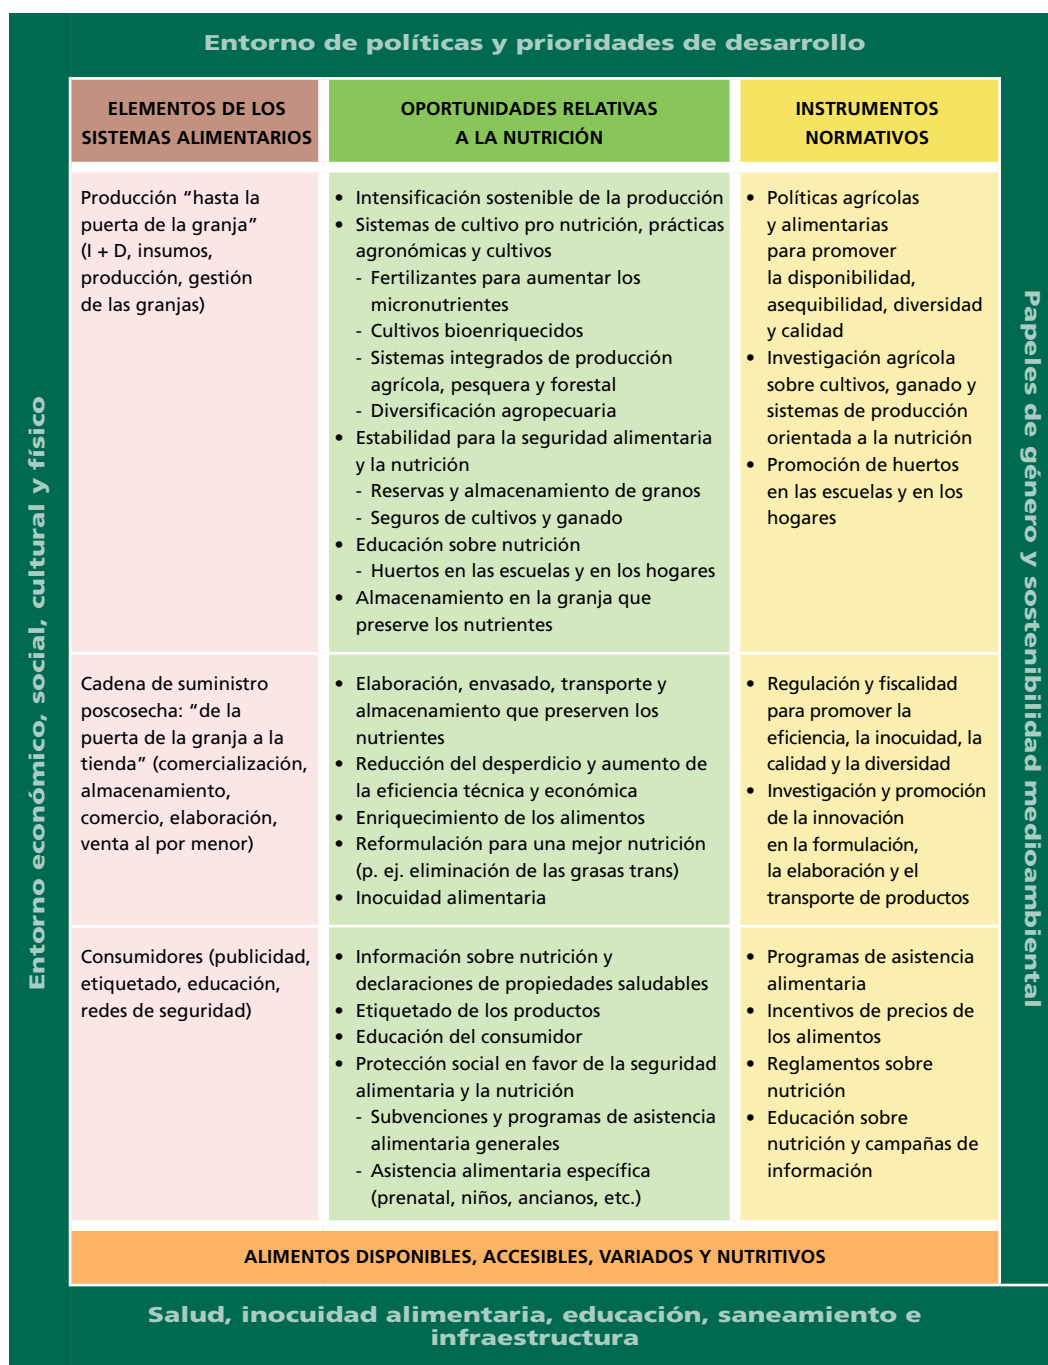 Entorno de políticas y prioridades de desarrollo
ELEMENTOS DE LOS
SISTEMAS ALIMENTARIOS
OPORTUNIDADES RELATIVAS
A LA NUTRICIÓN
INSTRUMENTOS
NORMATIVOS
Producción “hasta la
puerta de la granja”
(I + D, insumos,
producción, gestión
de las granjas)
• Intensificación sostenible de la producción
• Sistemas de cultivo pro nutrición, prácticas
agronómicas y cultivos
- Fertilizantes para aumentar los
micronutrientes
- Cultivos bioenriquecidos
- Sistemas integrados de producción
agrícola, pesquera y forestal
- Diversificación agropecuaria
• Estabilidad para la seguridad alimentaria
y la nutrición
- Reservas y almacenamiento de granos
- Seguros de cultivos y ganado
• Educación sobre nutrición
- Huertos en las escuelas y en los hogares
• Almacenamiento en la granja que
preserve los nutrientes
• Políticas agrícolas
y alimentarias
para promover
la disponibilidad,
asequibilidad, diversidad
y calidad
• Investigación agrícola
sobre cultivos, ganado y
sistemas de producción
orientada a la nutrición
• Promoción de huertos
en las escuelas y en los
hogares
Cadena de suministro
poscosecha: “de la
puerta de la granja a la
tienda” (comercialización,
almacenamiento,
comercio, elaboración,
venta al por menor)
• Elaboración, envasado, transporte y
almacenamiento que preserven los
nutrientes
• Reducción del desperdicio y aumento de
la eficiencia técnica y económica
• Enriquecimiento de los alimentos
• Reformulación para una mejor nutrición
(p. ej. eliminación de las grasas trans)
• Inocuidad alimentaria
• Regulación y fiscalidad
para promover la
eficiencia, la inocuidad, la
calidad y la diversidad
• Investigación y promoción
de la innovación
en la formulación,
la elaboración y el
transporte de productos
Consumidores (publicidad,
etiquetado, educación,
redes de seguridad)
• Información sobre nutrición y
declaraciones de propiedades saludables
• Etiquetado de los productos
• Educación del consumidor
• Protección social en favor de la seguridad
alimentaria y la nutrición
- Subvenciones y programas de asistencia
alimentaria generales
- Asistencia alimentaria específica
(prenatal, niños, ancianos, etc.)
• Programas de asistencia
alimentaria
• Incentivos de precios de
los alimentos
• Reglamentos sobre
nutrición
• Educación sobre
nutrición y campañas de
información
ALIMENTOS DISPONIBLES, ACCESIBLES, VARIADOS Y NUTRITIVOS
Salud, inocuidad alimentaria, educación, saneamiento e
infraestructura
Entorno económico, social, cultural y físico
Papeles de género y sostenibilidad medioambiental